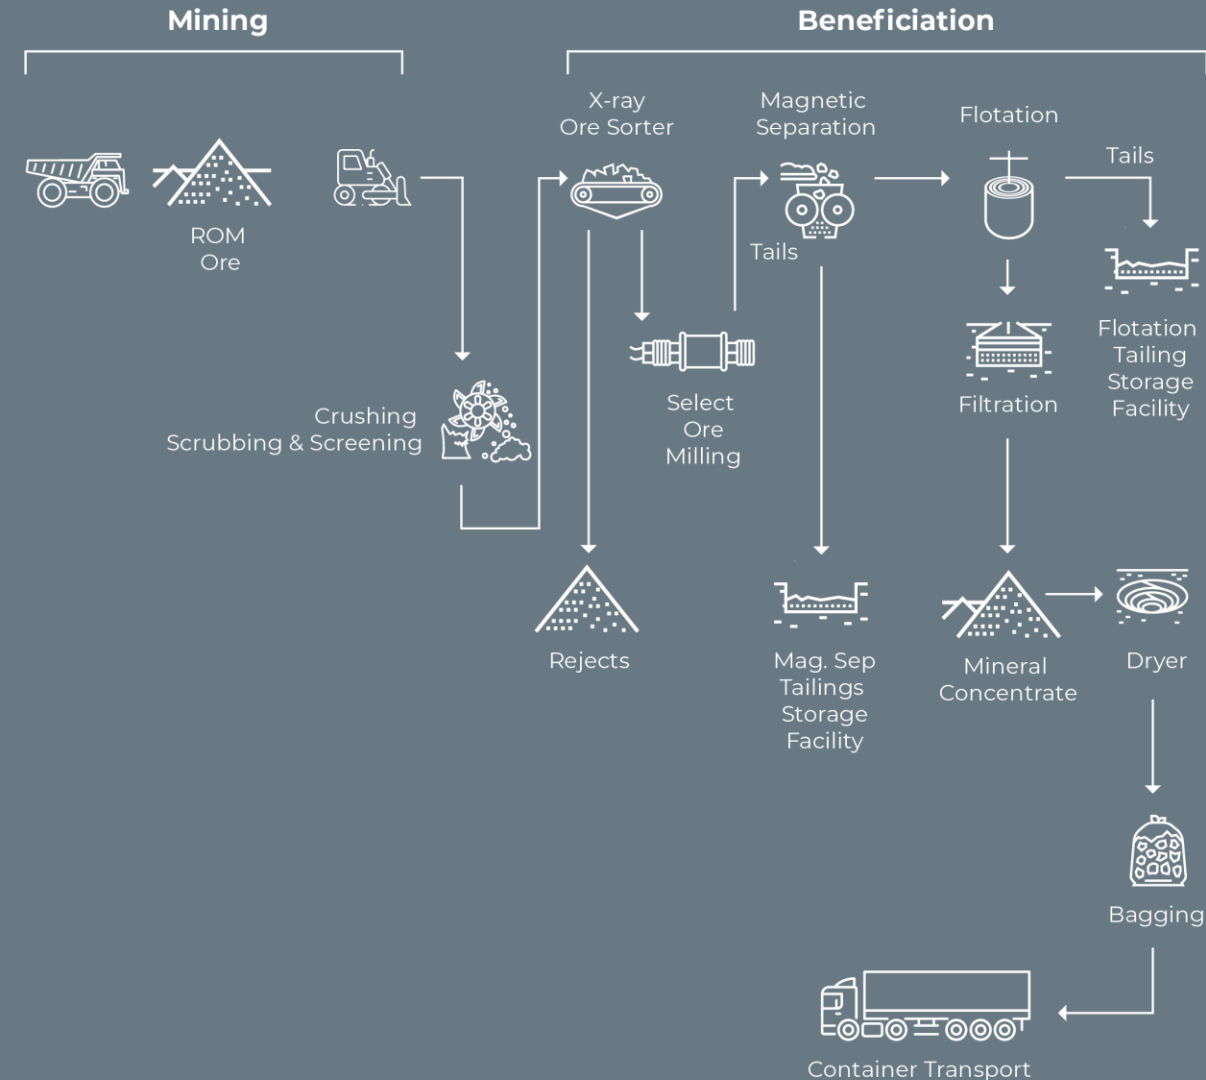 Mining
Beneficiation
X-ray
Ore Sorter
Magnetic
Separation
Flotation
Tails
ROM
Ore
Tails
Flotation
Tailing
Storage
Facility
Crushing
Scrubbing & Screening
Select
Ore
Milling
Filtration
Rejects
Mag. Sep
Tailings
Storage
Facility
Mineral
Concentrate
Dryer
Bagging
Container Transport